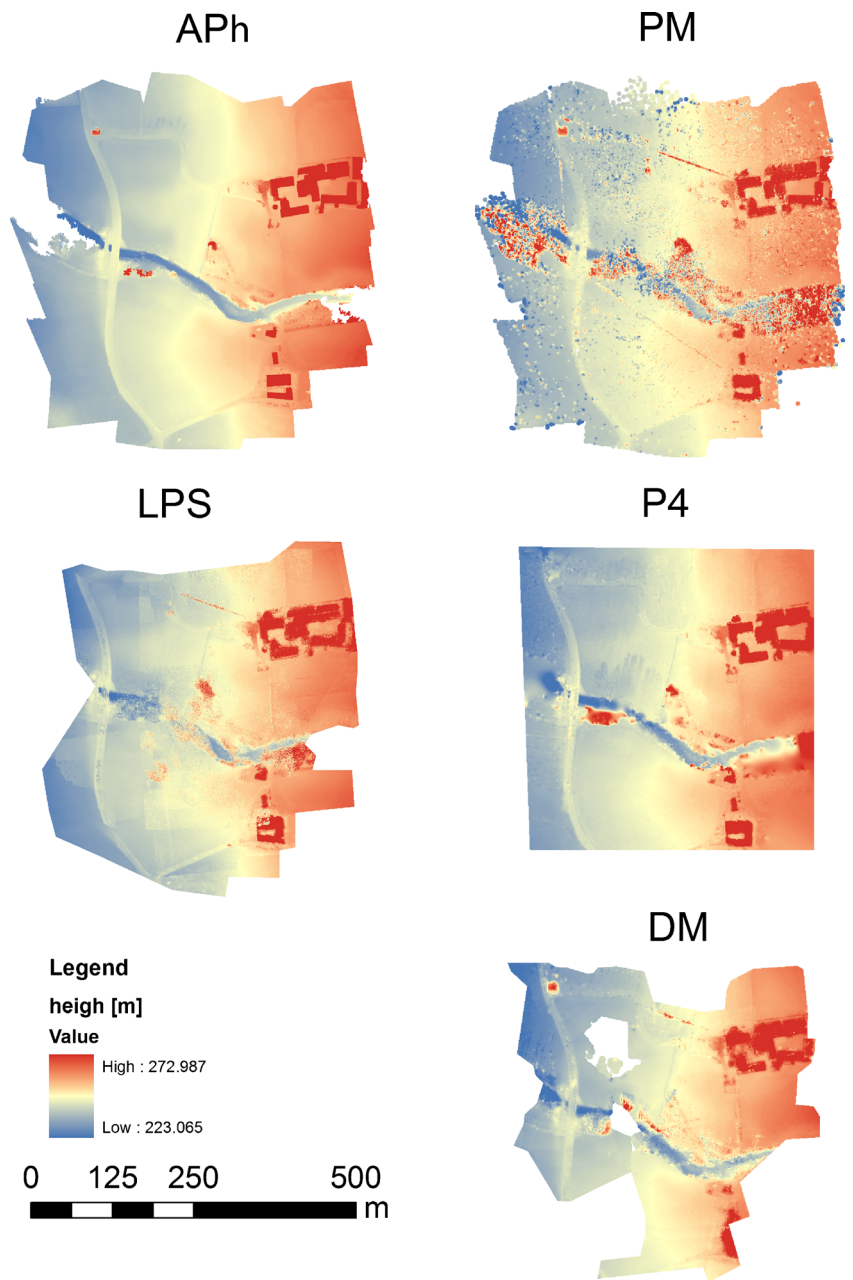 APh
PM
LPS
P4
DM
Legend
heigh [m]
Value
High : 272.987
Low : 223.065
0 125 250 500
m